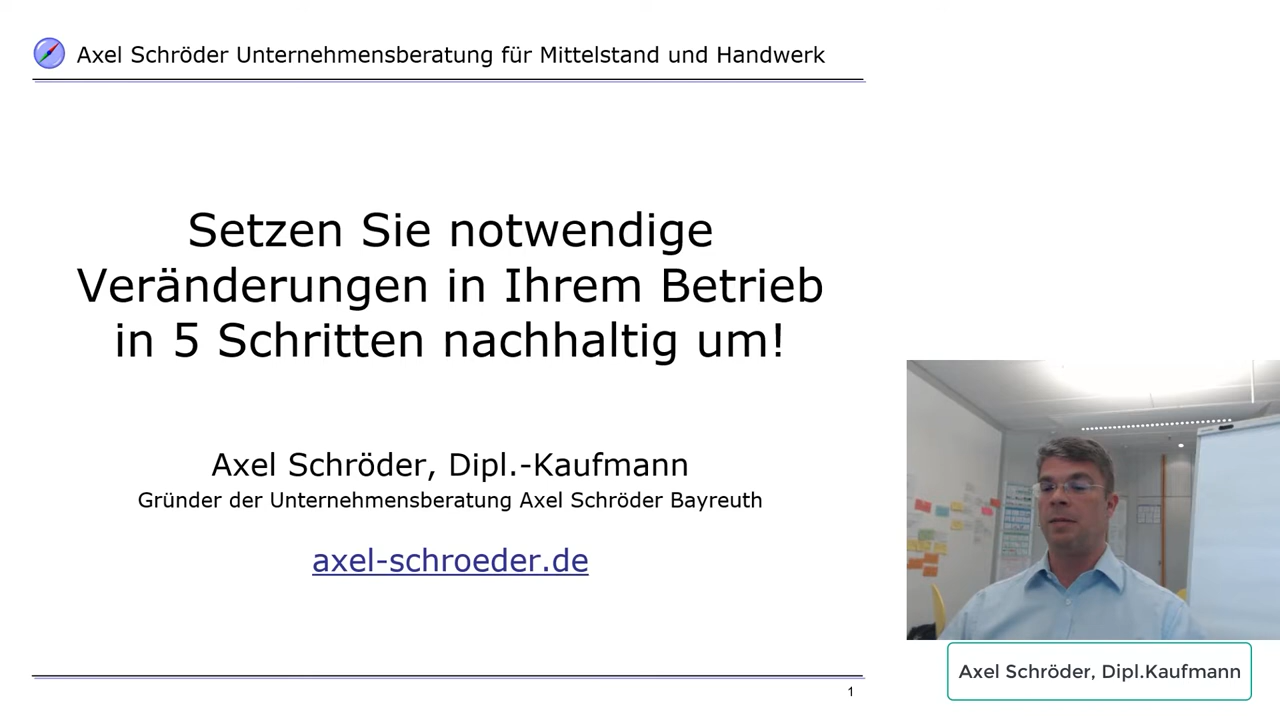 Axel Schröder Unternehmensberatung für Mittelstand und Handwerk
Setzen Sie notwendige
Veränderungen in Ihrem Betrieb
in 5 Schritten nachhaltig um!
Axel Schröder, Dipl.-Kaufmann
Gründer der Unternehmensberatung Axel Schröder Bayreuth
axel-schroeder.de
1
Axel Schröder, Dipl.Kaufmann